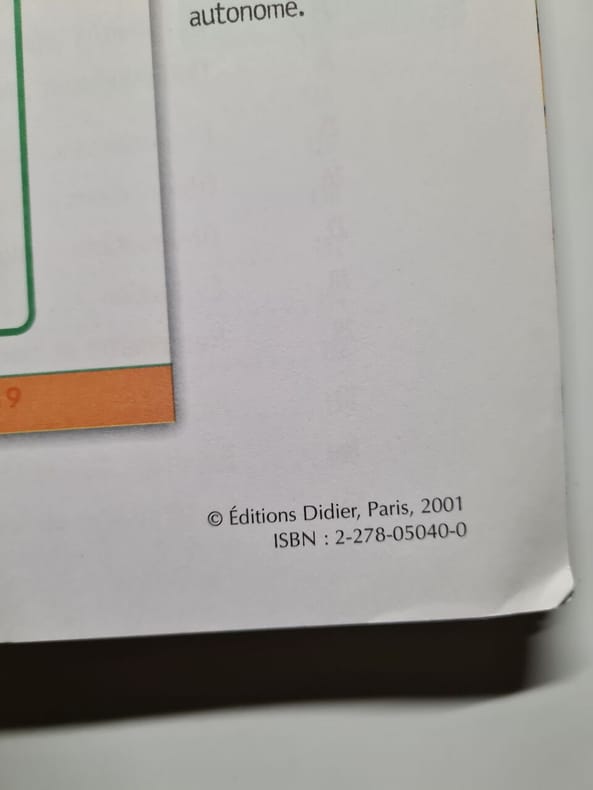 autonome.
9
© Éditions Didier, Paris, 2001
ISBN : 2-278-05040-0